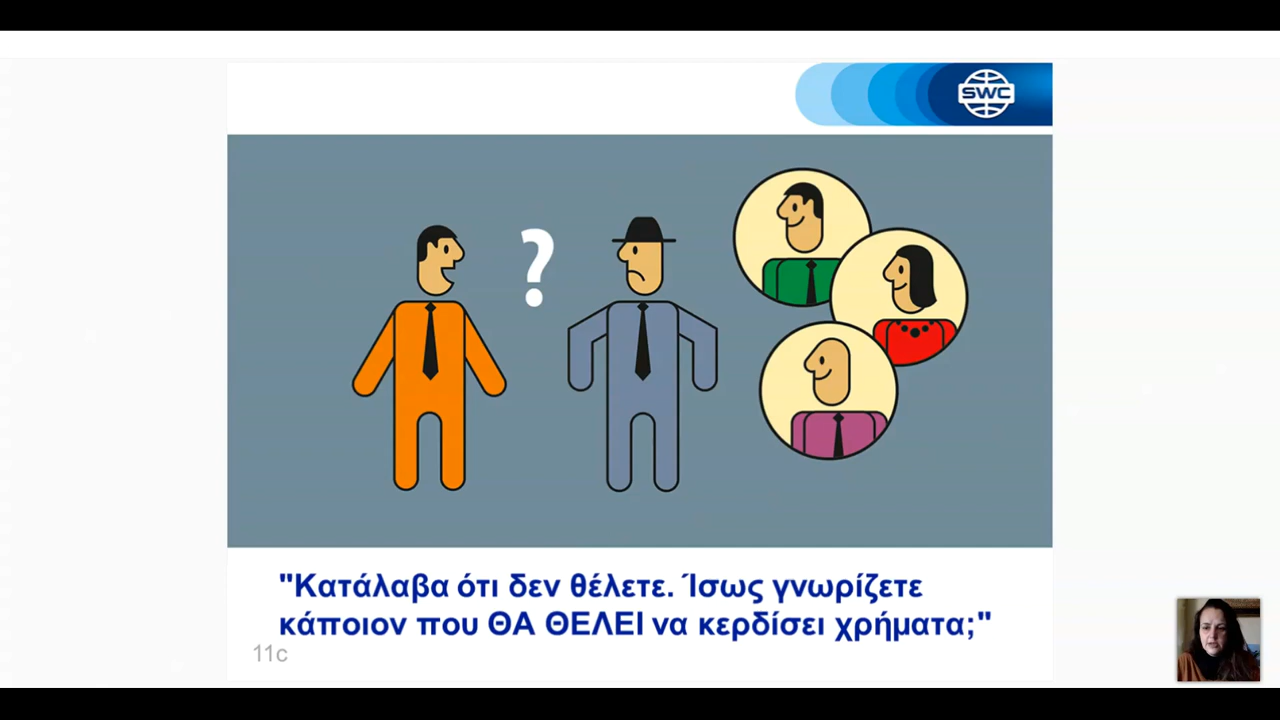 SWC
?
"Κατάλαβα ότι δεν θέλετε. Ίσως γνωρίζετε
κάποιον που ΘΑ ΘΕΛΕΙ να κερδίσει χρήματα;"
11c